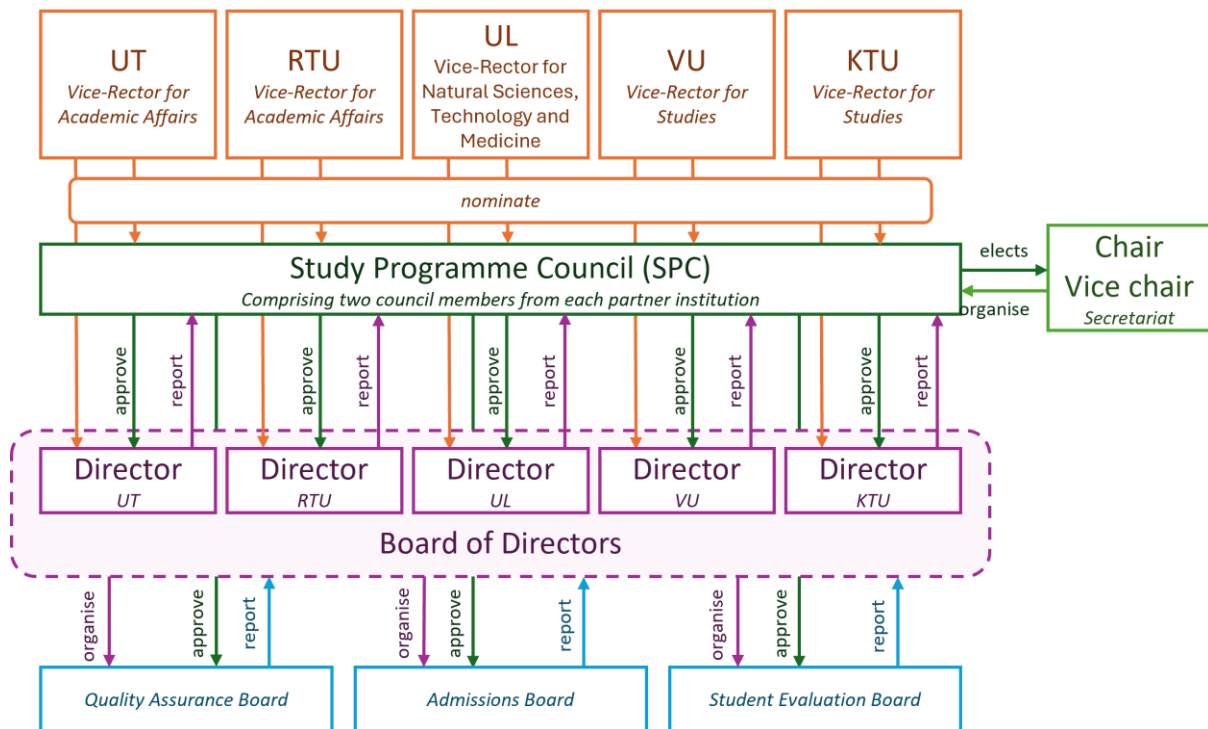 UT
Vice-Rector for
Academic Affairs
RTU
Vice-Rector for
Academic Affairs
UL
Vice-Rector for
Natural Sciences,
Technology and
Medicine
VU
Vice-Rector for
Studies
KTU
Vice-Rector for
Studies
nominate
Study Programme Council (SPC)
Comprising two council members from each partner institution
elects
organise
Chair
Vice chair
Secretariat
approve
report
approve
report
approve
report
approve
report
approve
report
Director
UT
Director
RTU
Director
UL
Director
VU
Director
KTU
Board of Directors
organise
approve
report
organise
approve
report
organise
approve
report
Quality Assurance Board
Admissions Board
Student Evaluation Board